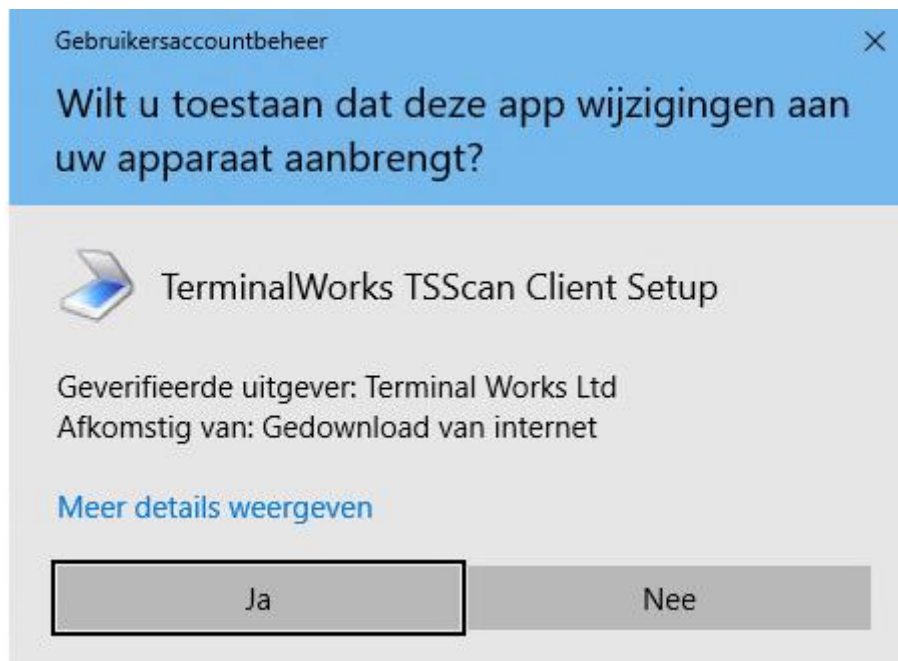 Gebruikersaccountbeheer
Wilt u toestaan dat deze app wijzigingen aan
uw apparaat aanbrengt?
TerminalWorks TSScan Client Setup
Geverifieerde uitgever: Terminal Works Ltd
Afkomstig van: Gedownload van internet
Meer details weergeven
Ja
Nee